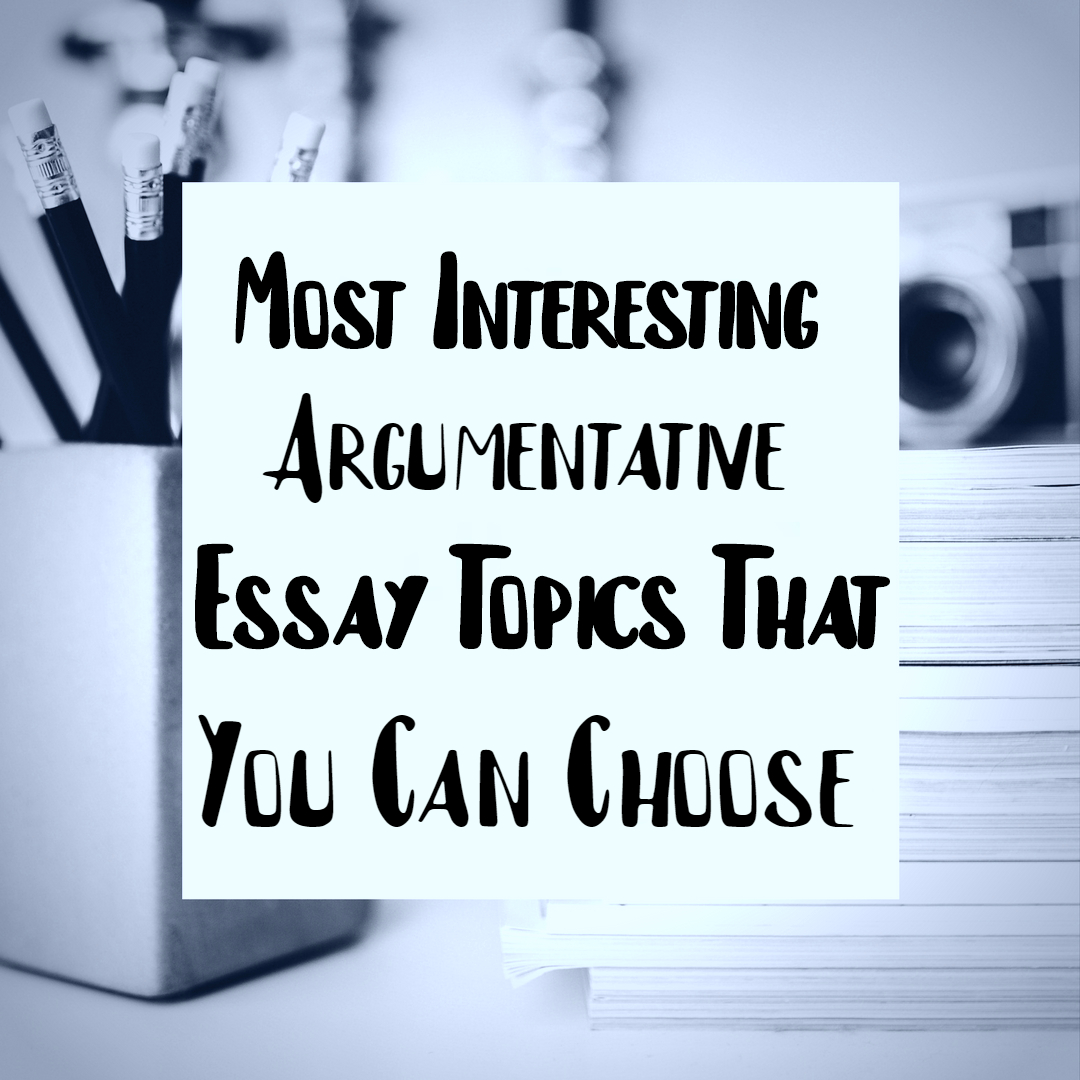 Most Interesting
Argumentative
Essay Topics That
You Can Choose